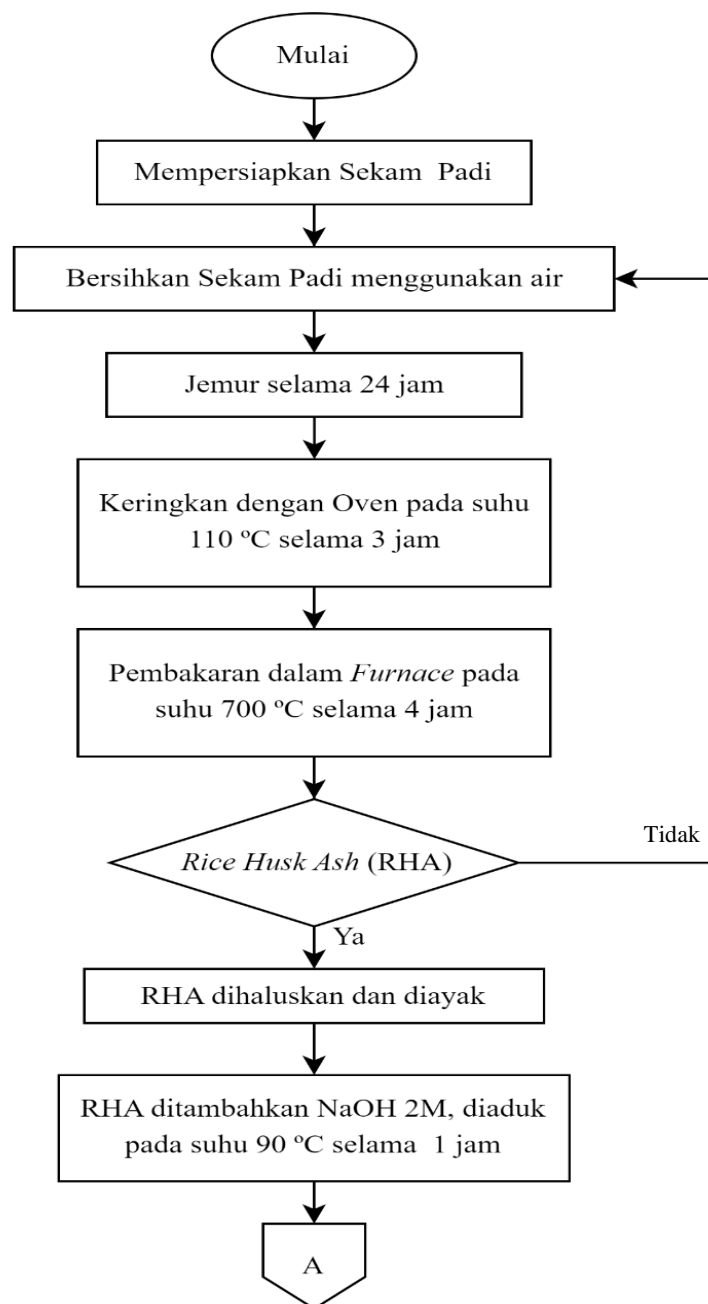 Mulai
Mempersiapkan Sekam Padi
Bersihkan Sekam Padi menggunakan air
Jemur selama 24 jam
Keringkan dengan Oven pada suhu
110 ºC selama 3 jam
Pembakaran dalam Furnace pada
suhu 700 ºC selama 4 jam
Tidak
Rice Husk Ash (RHA)
Ya
RHA dihaluskan dan diayak
RHA ditambahkan NaOH 2M, diaduk
pada suhu 90 ºC selama 1 jam
A